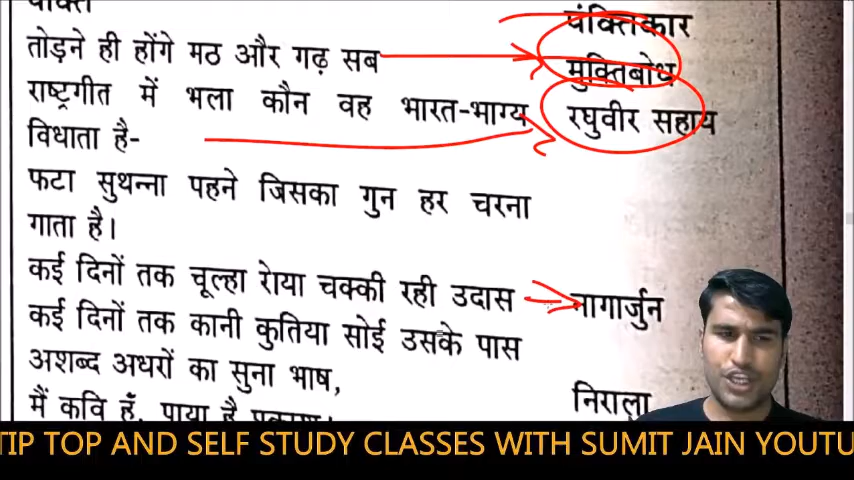 पंक्ति पंक्तिकार
तोड़ने ही होंगे मठ और गढ़ सब मुक्तिबोध
राष्ट्रगीत में भला कौन वह भारत-भाग्य रघुवीर सहाय
विधाता है-
फटा सुथन्ना पहने जिसका गुन हर चरना
गाता है।
कई दिनों तक चूल्हा रोया चक्की रही उदास नागार्जुन
कई दिनों तक कानी कुतिया सोई उसके पास
अशब्द अधरों का सुना भाष,
निराला
मैं कवि हूँ, पाया है प्रकाश।
TIP TOP AND SELF STUDY CLASSES WITH SUMIT JAIN YOUTU